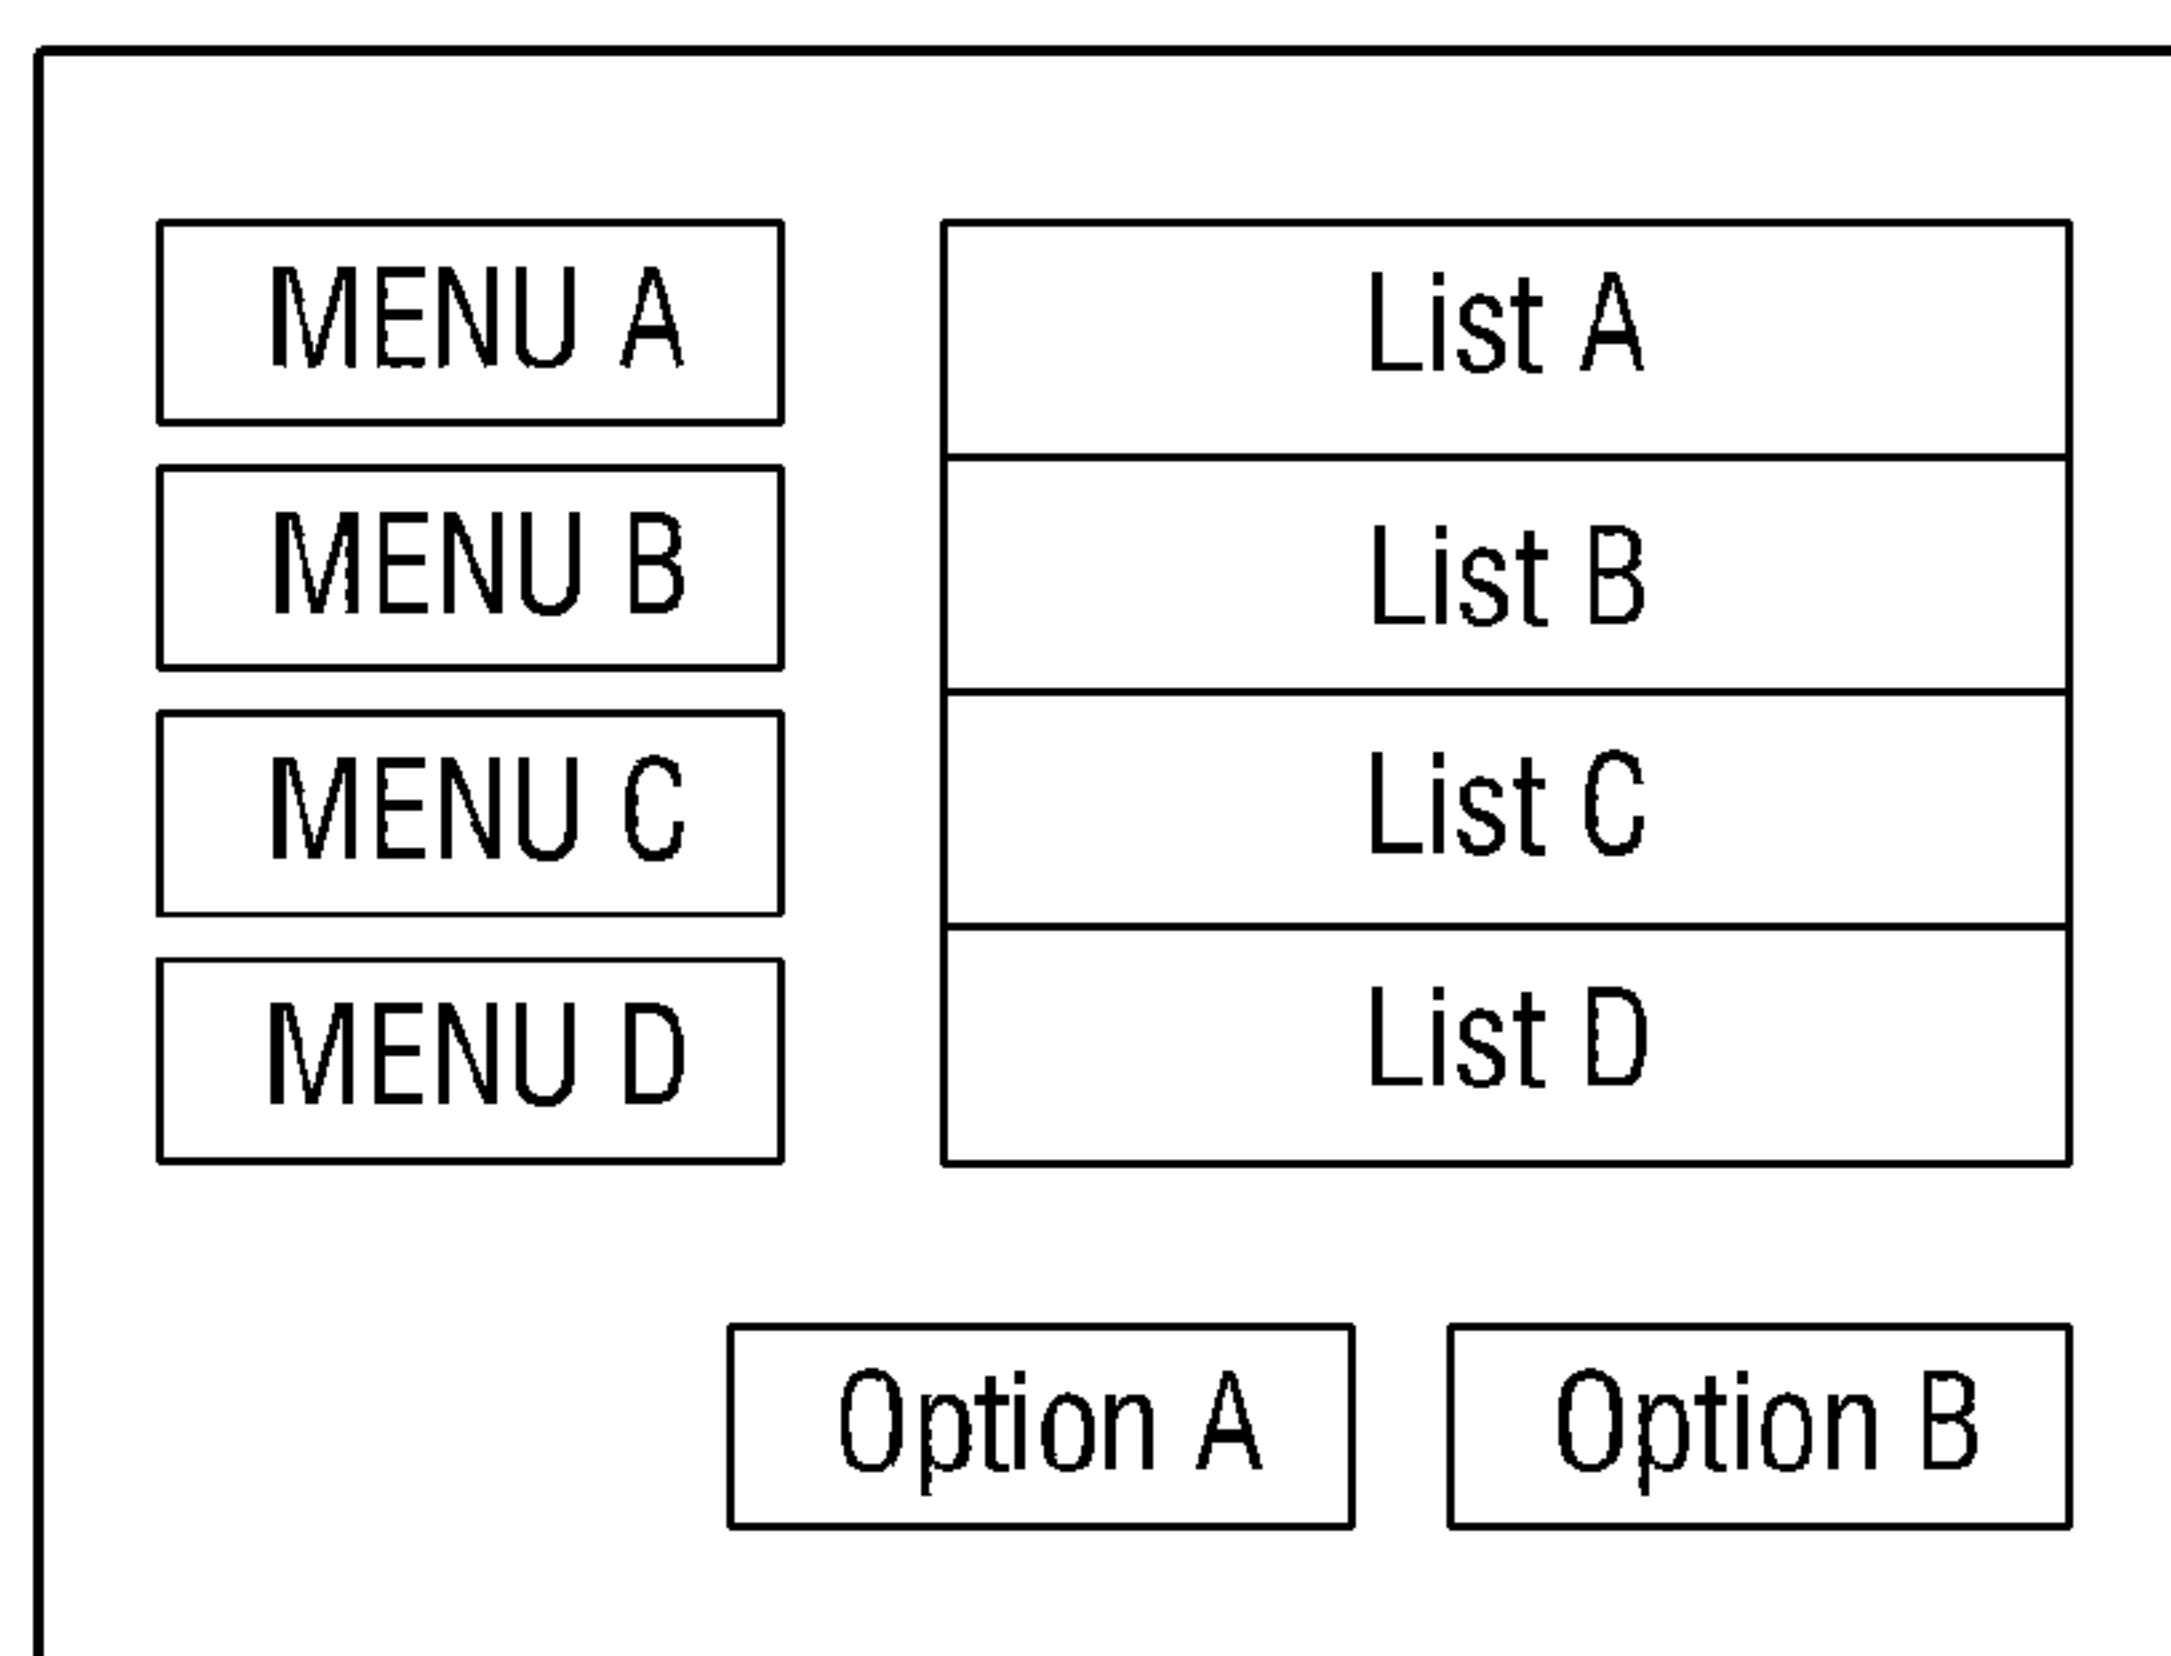 MENU A
MENU B
MENU C
MENU D
List A
List B
List C
List D
Option A
Option B